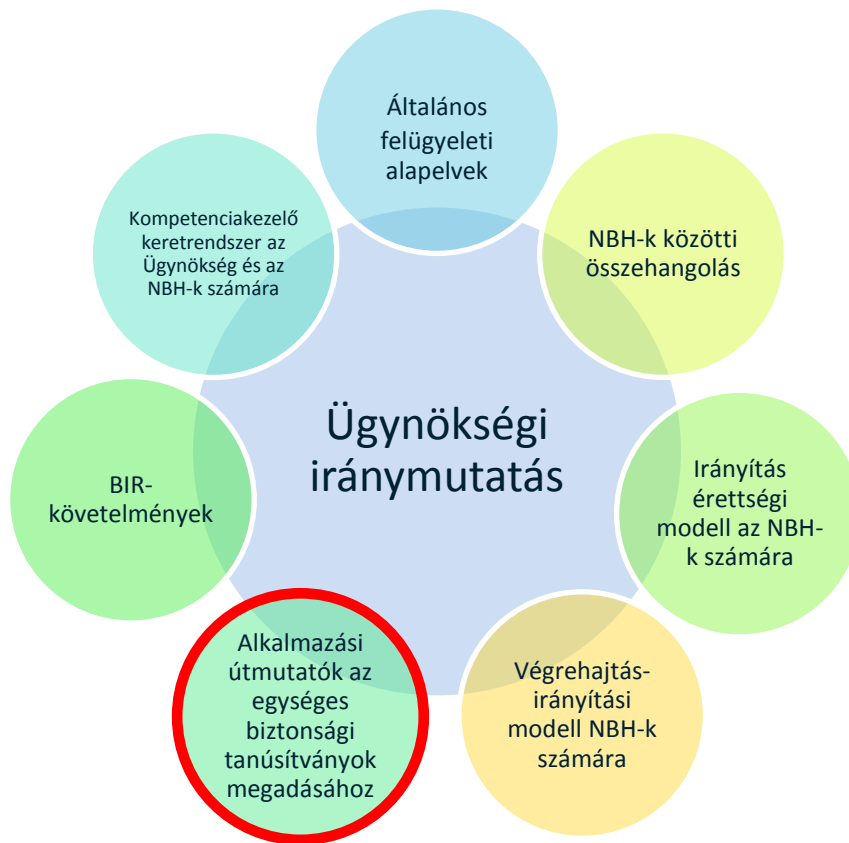 Általános
felügyeleti
alapelvek
NBH-k közötti
összehangolás
Irányítás
érettségi
modell az NBH-
k számára
Végrehajtás-
irányítási
modell NBH-k
számára
Alkalmazási
útmutatók az
egységes
biztonsági
tanúsítványok
megadásához
BIR-
követelmények
Kompetenciakezelő
keretrendszer az
Ügynökség és az
NBH-k számára
Ügynökségi
iránymutatás